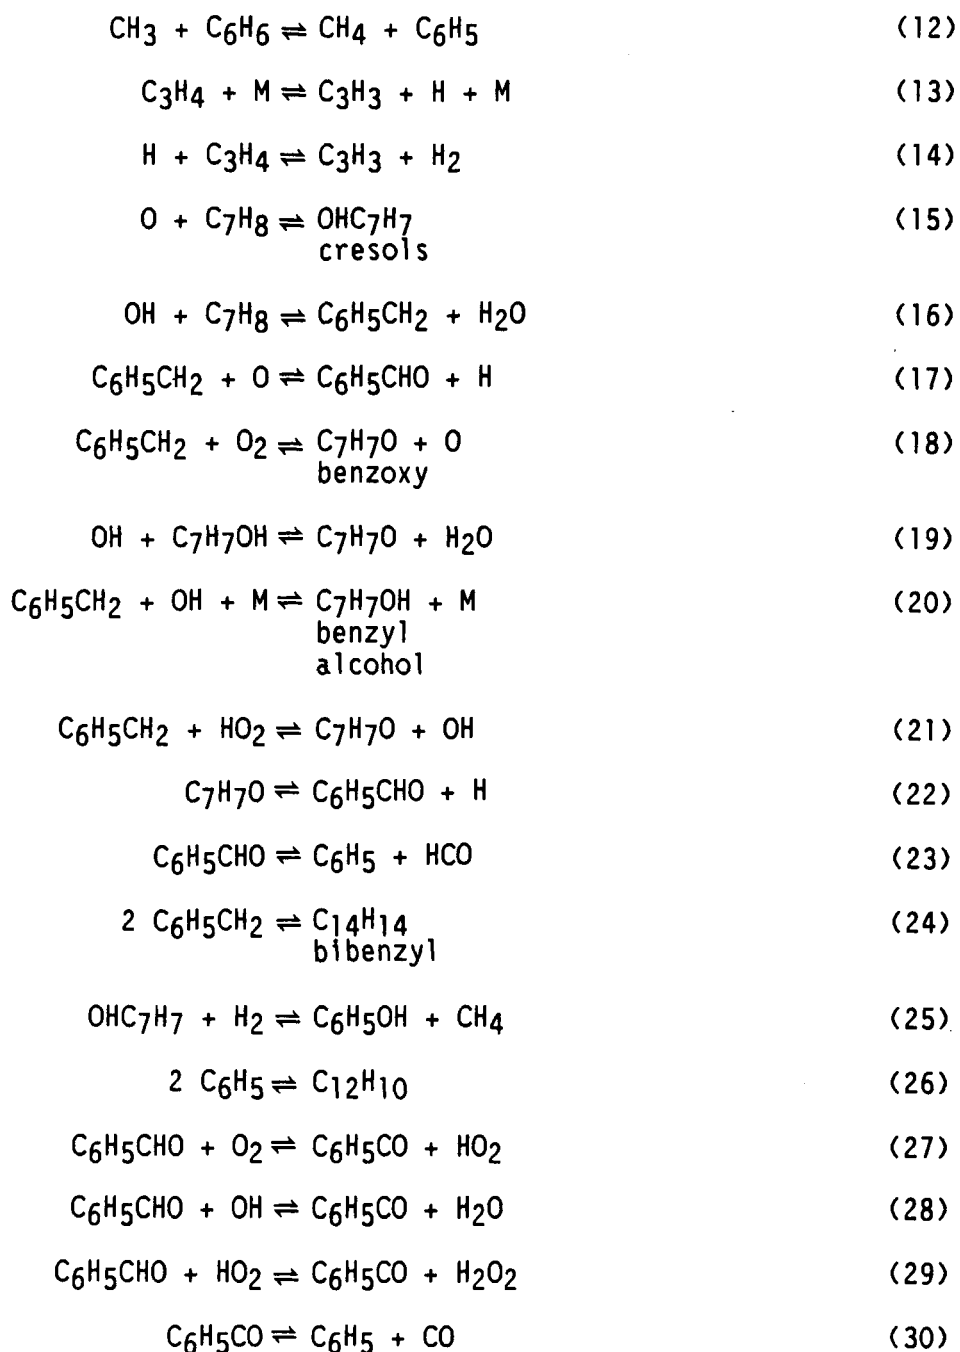 CH3 + C6H6 ⇌ CH4 + C6H5 (12)
C3H4 + M ⇌ C3H3 + H + M (13)
H + C3H4 ⇌ C3H3 + H2 (14)
O + C7H8 ⇌ OHC7H7 (15)
cresols
OH + C7H8 ⇌ C6H5CH2 + H2O (16)
C6H5CH2 + O ⇌ C6H5CHO + H (17)
C6H5CH2 + O2 ⇌ C7H7O + O (18)
benzoxy
OH + C7H7OH ⇌ C7H7O + H2O (19)
C6H5CH2 + OH + M ⇌ C7H7OH + M (20)
benzyl
alcohol
C6H5CH2 + HO2 ⇌ C7H7O + OH (21)
C7H7O ⇌ C6H5CHO + H (22)
C6H5CHO ⇌ C6H5 + HCO (23)
2 C6H5CH2 ⇌ C14H14 (24)
bibenzyl
OHC7H7 + H2 ⇌ C6H5OH + CH4 (25)
2 C6H5 ⇌ C12H10 (26)
C6H5CHO + O2 ⇌ C6H5CO + HO2 (27)
C6H5CHO + OH ⇌ C6H5CO + H2O (28)
C6H5CHO + HO2 ⇌ C6H5CO + H2O2 (29)
C6H5CO ⇌ C6H5 + CO (30)